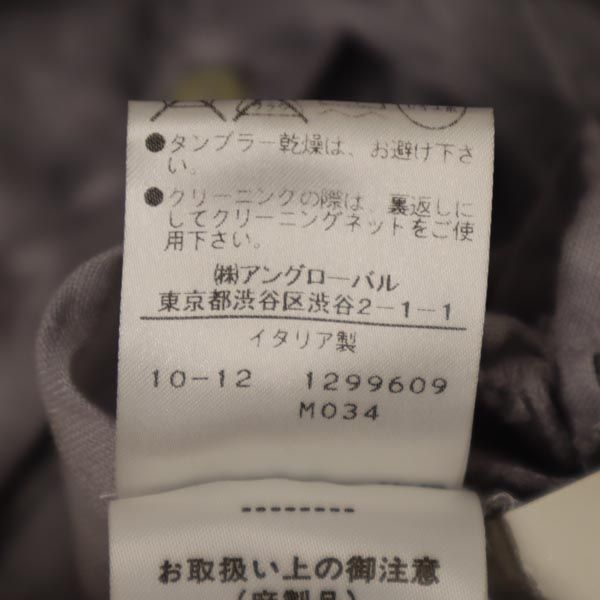 ●タンブラー乾燥は、お避け下さ
い。
●クリーニングの際は、裏返しに
してクリーニングネットをご使
用下さい。
㈱アングローバル
東京都渋谷区渋谷2-1-1
イタリア製
10-12 1299609
M034
お取扱い上の御注意
(麻製品)